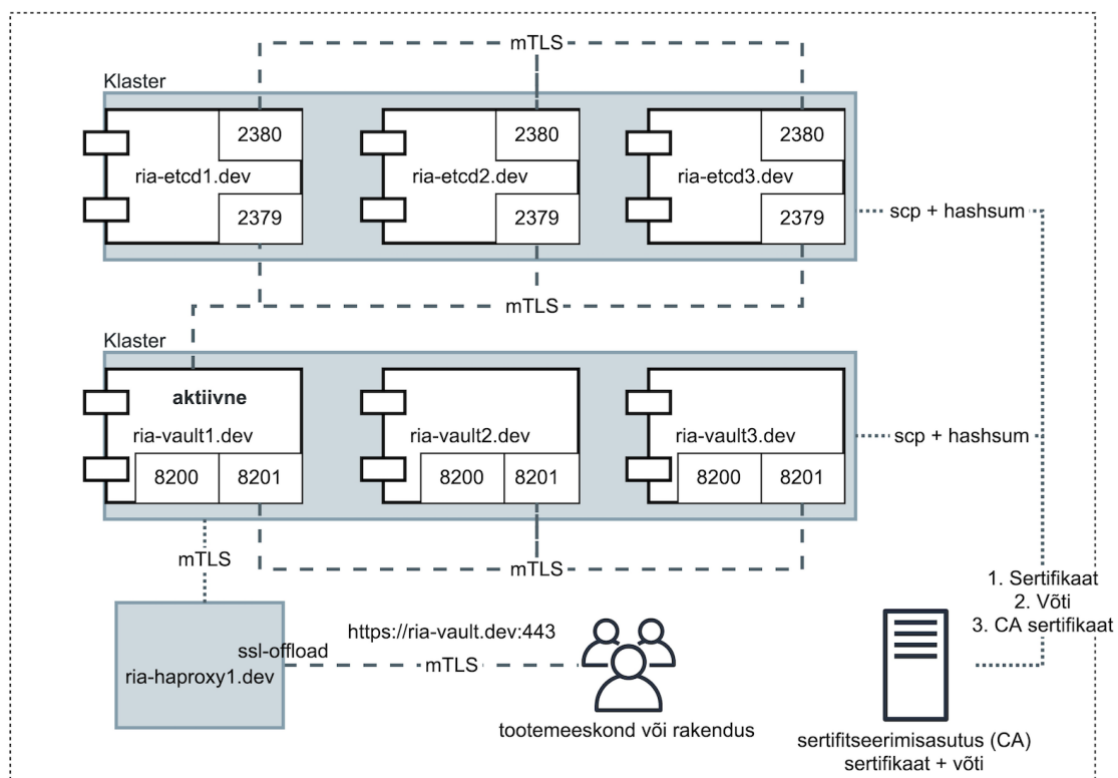 mTLS
Klaster
2380
2380
2380
ria-etcd1.dev
ria-etcd2.dev
ria-etcd3.dev
2379
2379
2379
scp + hashsum
mTLS
Klaster
aktiivne
ria-vault1.dev
ria-vault2.dev
ria-vault3.dev
scp + hashsum
8200
8201
8200
8201
8200
8201
mTLS
mTLS
1. Sertifikaat
2. Võti
3. CA sertifikaat
https://ria-vault.dev:443
ssl-offload
mTLS
ria-haproxy1.dev
tootemeeskond või rakendus
sertifitseerimisasutus (CA)
sertifikaat + võti